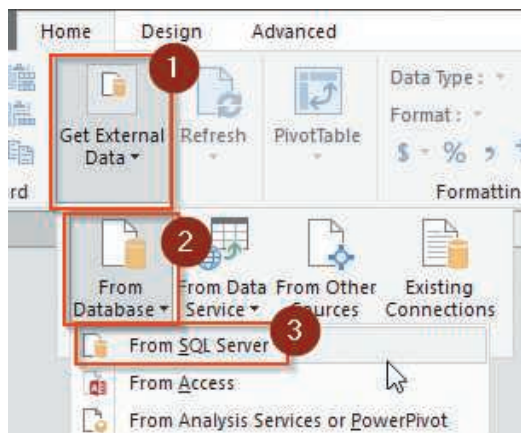 Home Design Advanced
1
Get External
Data
Refresh
PivotTable
Data Type :
Format :
$ % ,
rd
Formattin
2
From
Database
From Data
Service
From Other
Existing
Connections
3
From SQL Server
From Access
From Analysis Services or PowerPivot